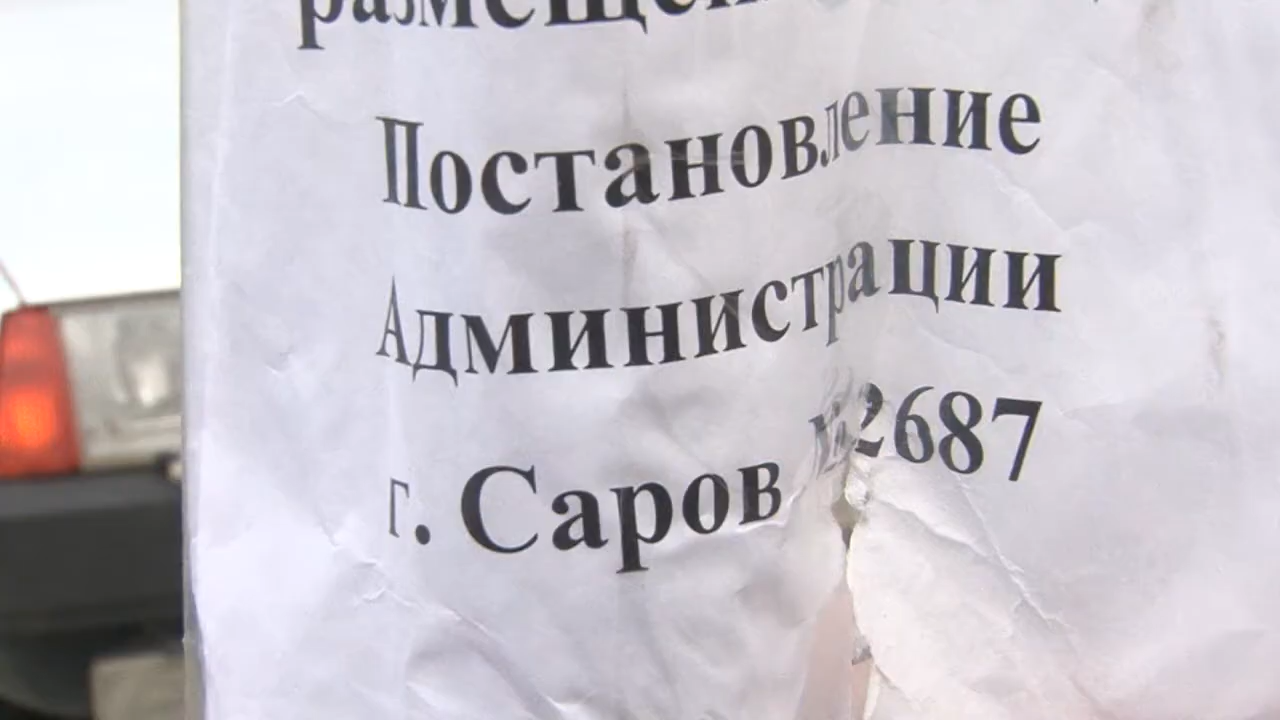 Постановление
Администрации
г. Саров №2687